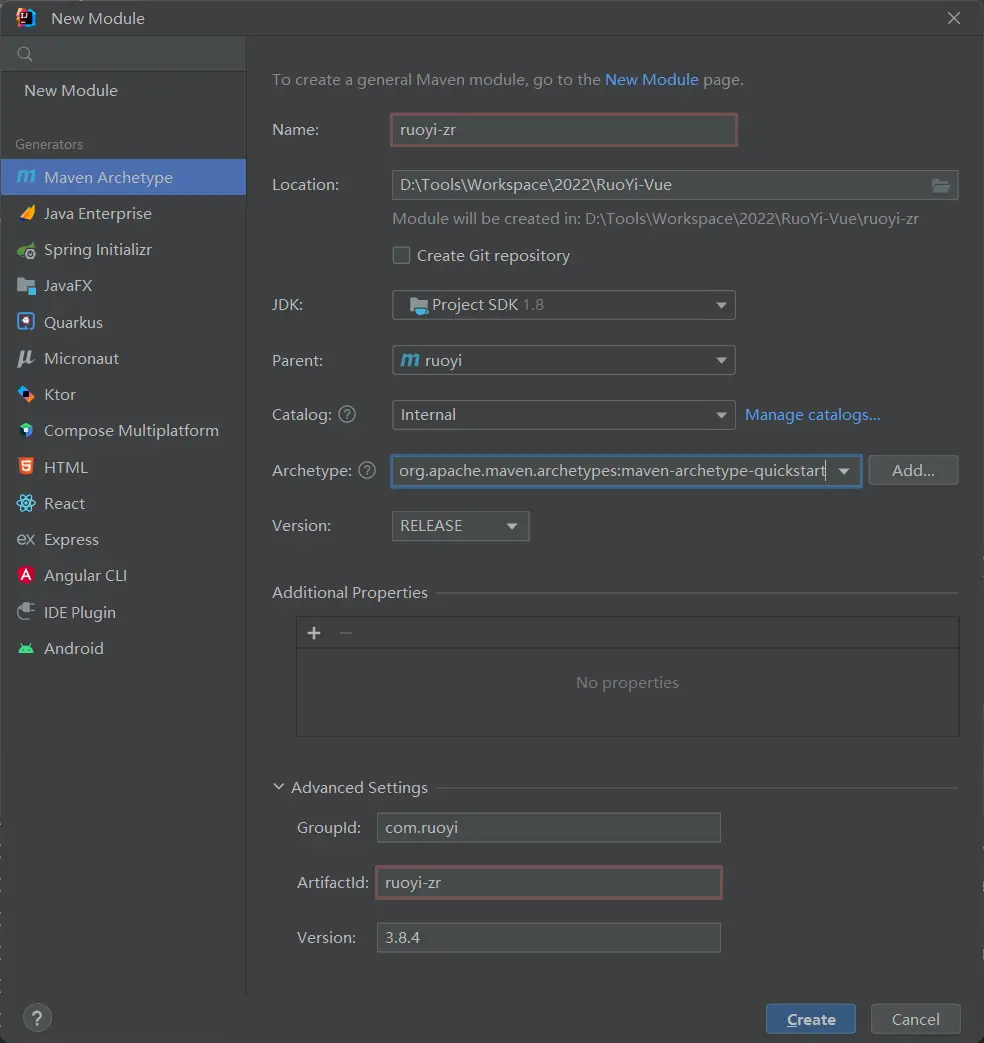 New Module
New Module
Generators
Maven Archetype
Java Enterprise
Spring Initializr
JavaFX
Quarkus
Micronaut
Ktor
Compose Multiplatform
HTML
React
Express
Angular CLI
IDE Plugin
Android
To create a general Maven module, go to the New Module page.
Name: ruoyi-zr
Location: D:\Tools\Workspace\2022\RuoYi-Vue
Module will be created in: D:\Tools\Workspace\2022\RuoYi-Vue\ruoyi-zr
Create Git repository
JDK: Project SDK 1.8
Parent: ruoyi
Catalog: ? Internal Manage catalogs...
Archetype: ? org.apache.maven.archetypes:maven-archetype-quickstart Add...
Version: RELEASE
Additional Properties
No properties
Advanced Settings
GroupId: com.ruoyi
ArtifactId: ruoyi-zr
Version: 3.8.4
? Create Cancel